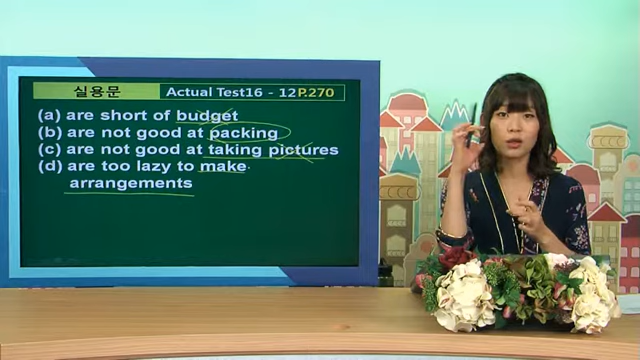 실용문
Actual Test16 - 12P.270
(a) are short of budget
(b) are not good at packing
(c) are not good at taking pictures
(d) are too lazy to make
arrangements